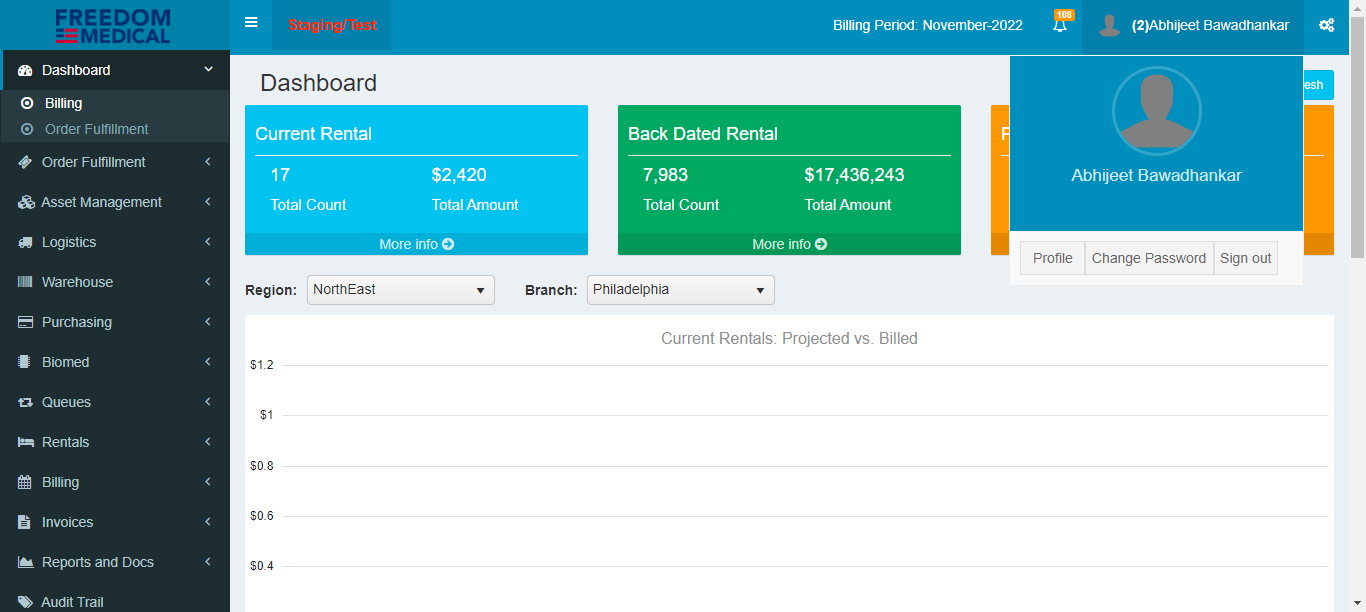 FREEDOM
MEDICAL
Staging/Test
Billing Period: November-2022
108
(2)Abhijeet Bawadhankar
Dashboard
Billing
Order Fulfillment
Order Fulfillment
Asset Management
Logistics
Warehouse
Purchasing
Biomed
Queues
Rentals
Billing
Invoices
Reports and Docs
Audit Trail
Dashboard
esh
Current Rental
17 $2,420
Total Count Total Amount
More info
Back Dated Rental
7,983 $17,436,243
Total Count Total Amount
More info
Abhijeet Bawadhankar
Profile Change Password Sign out
Region: NorthEast Branch: Philadelphia
Current Rentals: Projected vs. Billed
$1.2
$1
$0.8
$0.6
$0.4